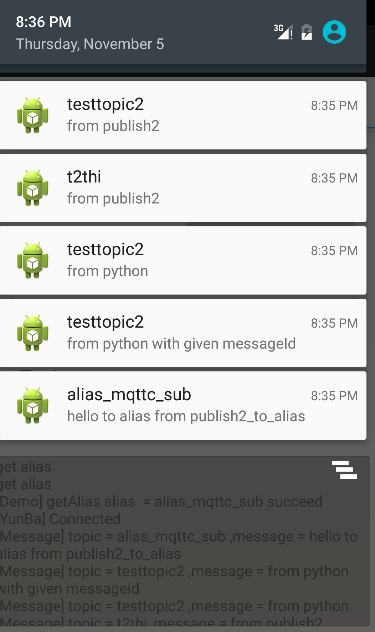 8:36 PM
Thursday, November 5
3G
testtopic2
8:35 PM
from publish2
t2thi
8:35 PM
from publish2
testtopic2
8:35 PM
from python
testtopic2
8:35 PM
from python with given messageId
alias_mqttc_sub
8:35 PM
hello to alias from publish2_to_alias
get alias
get alias
Demo] getAlias alias = alias_mqttc_sub succeed
YunBa] Connected
Message] topic = alias_mqttc_sub ,message = hello to
alias from publish2_to_alias
Message] topic = testtopic2 ,message = from python
with given messageId
Message] topic = testtopic2 ,message = from python
Message] topic = t2thi ,message = from publish2